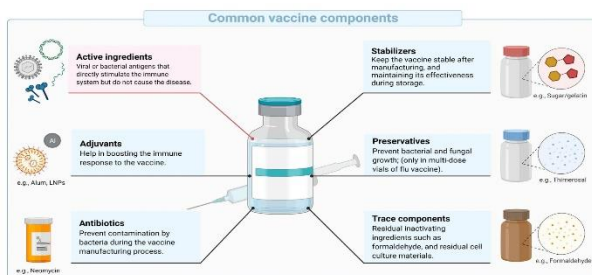 Common vaccine components
Active ingredients
Viral or bacterial antigens that
directly stimulate the immune
system but do not cause the disease.
Adjuvants
Help in boosting the immune
response to the vaccine.
Al
e.g., Alum, LNPs
Antibiotics
Prevent contamination by
bacteria during the vaccine
manufacturing process.
e.g., Neomycin
Stabilizers
Keep the vaccine stable after
manufacturing, and
maintaining its effectiveness
during storage.
e.g., Sugar/gelatin
Preservatives
Prevent bacterial and fungal
growth; (only in multi-dose
vials of flu vaccine).
e.g., Thimerosal
Trace components
Residual inactivating
ingredients such as
formaldehyde, and residual cell
culture materials.
e.g., Formaldehyde